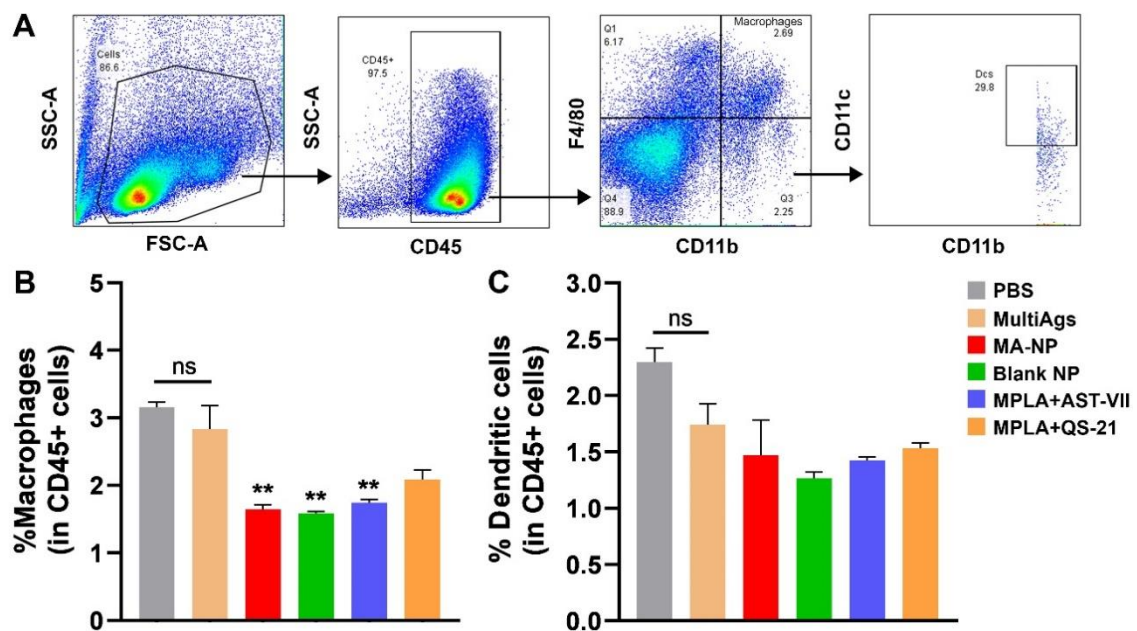 A
SSC-A
Cells
86.6
FSC-A
SSC-A
CD45+
97.5
CD45
F4/80
Q1
6.17
Macrophages
2.69
Q4
88.9
Q3
2.25
CD11b
CD11c
Dcs
29.8
CD11b
B
%Macrophages
(in CD45+ cells)
5
4
3
2
1
0
ns
**
**
**
C
% Dendritic cells
(in CD45+ cells)
3.0
2.5
2.0
1.5
1.0
0.5
0.0
ns
PBS
MultiAgs
MA-NP
Blank NP
MPLA+AST-VII
MPLA+QS-21